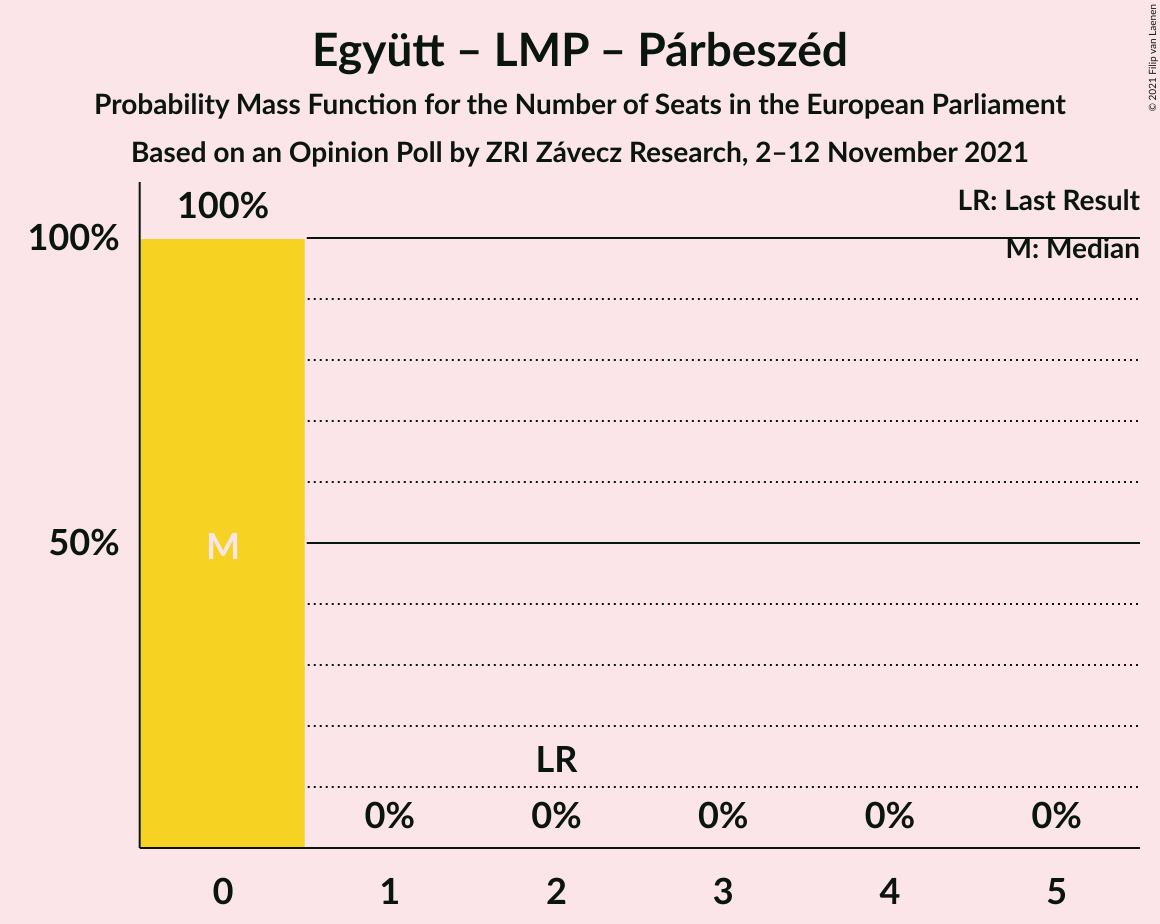 Együtt – LMP – Párbeszéd
Probability Mass Function for the Number of Seats in the European Parliament
Based on an Opinion Poll by ZRI Závecz Research, 2–12 November 2021
© 2021 Filip van Laenen
LR: Last Result
M: Median
100%
100%
50%
M
LR
0% 0% 0% 0% 0%
0 1 2 3 4 5